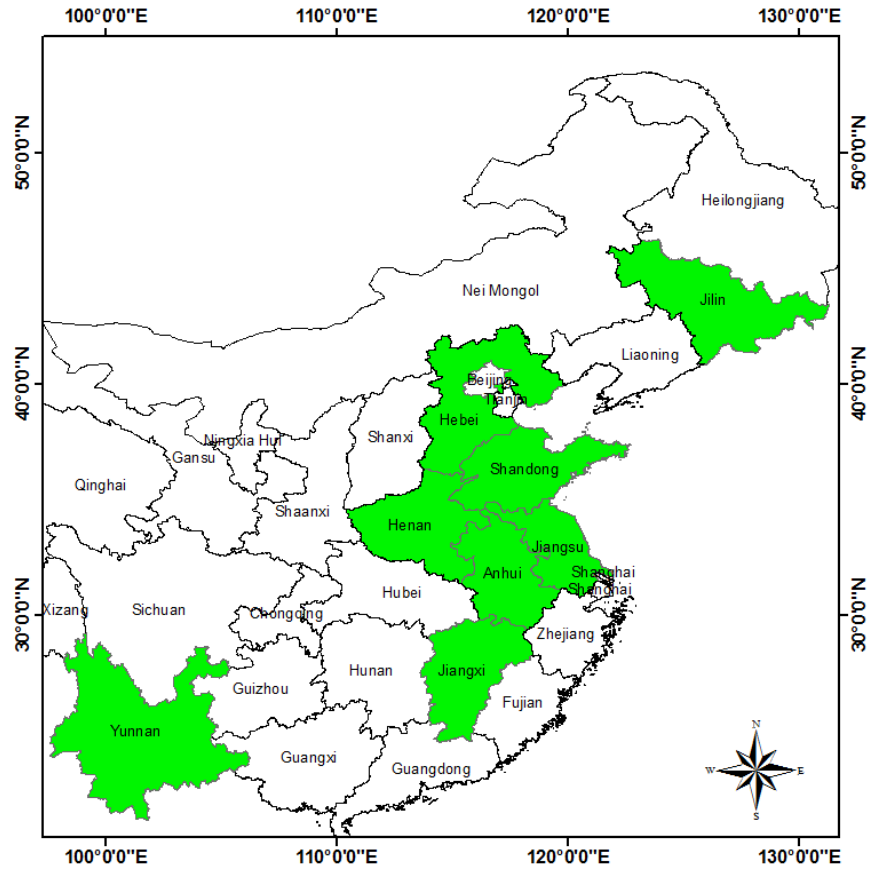 100°0'0"E 110°0'0"E 120°0'0"E 130°0'0"E
50°0'0"N
50°0'0"N
Heilongjiang
Nei Mongol
Jilin
Liaoning
40°0'0"N
40°0'0"N
Beijing
Tianjin
Hebei
Shanxi
Ningxia Hui
Gansu
Shandong
Qinghai
Shaanxi
Henan
Jiangsu
Anhui
Shanghai
Shanghai
Hubei
Xizang
Sichuan
Chongqing
30°0'0"N
30°0'0"N
Zhejiang
Hunan
Jiangxi
Guizhou
Fujian
Yunnan
Guangxi
Guangdong
N
W
E
S
100°0'0"E 110°0'0"E 120°0'0"E 130°0'0"E